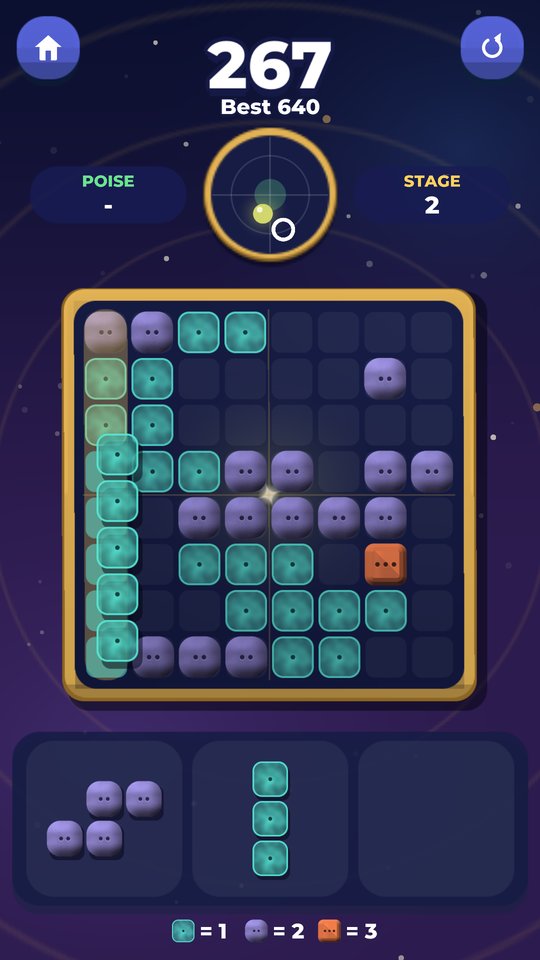 267
Best 640
POISE
-
STAGE
2
= 1 = 2 = 3